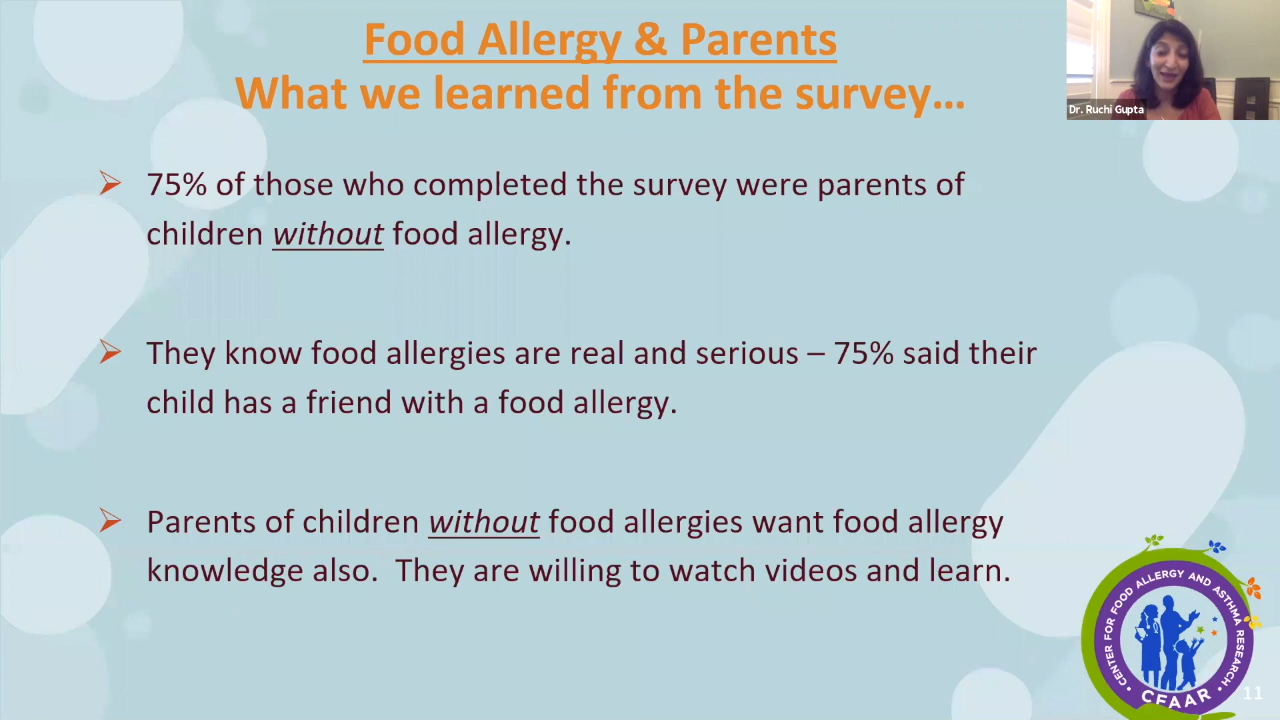 Food Allergy & Parents
What we learned from the survey...
Dr. Ruchi Gupta
75% of those who completed the survey were parents of
children without food allergy.
They know food allergies are real and serious – 75% said their
child has a friend with a food allergy.
Parents of children without food allergies want food allergy
knowledge also.  They are willing to watch videos and learn.
• CENTER FOR FOOD ALLERGY AND ASTHMA RESEARCH •
CFAAR
11